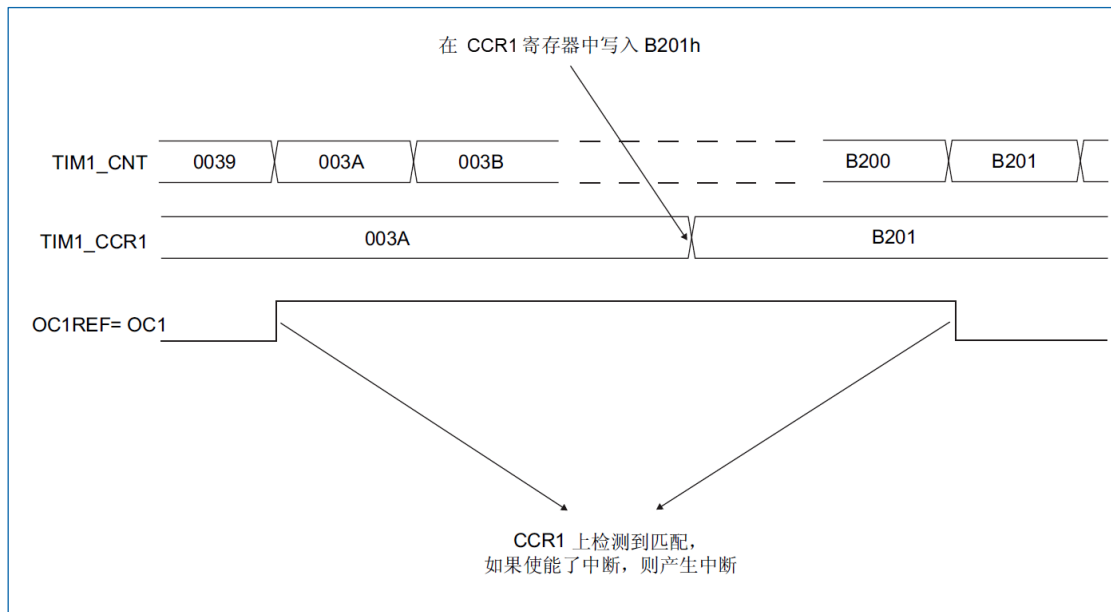 在 CCR1 寄存器中写入 B201h
TIM1_CNT 0039 003A 003B B200 B201
TIM1_CCR1 003A B201
OC1REF= OC1
CCR1 上检测到匹配，
如果使能了中断，则产生中断